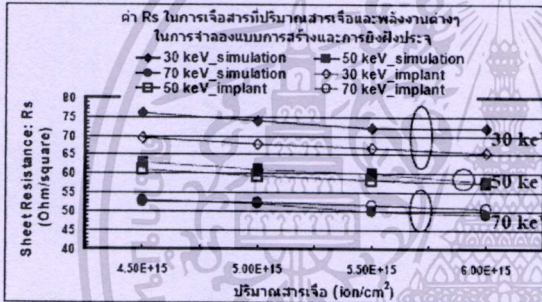 ค่า Rs ในการเจือสารที่ปริมาณสารเจือและพลังงานต่างๆ
ในการจำลองแบบการสร้างและการยิงฝังประจุ
30 keV_simulation 50 keV_simulation
70 keV_simulation 30 keV_implant
50 keV_implant 70 keV_implant
Sheet Resistance: Rs
(Ohm/square)
80
75
70
65
60
55
50
45
40
30 keV
50 keV
70 keV
4.50E+15 5.00E+15 5.50E+15 6.00E+15
ปริมาณสารเจือ (ion/cm²)